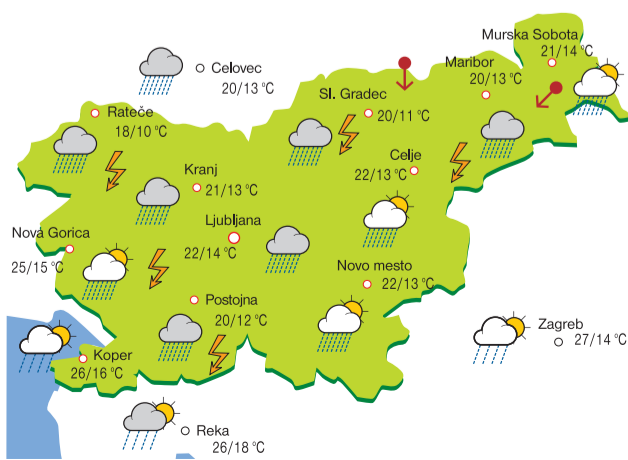 Murska Sobota
21/14 °C
Celovec
20/13 °C
Maribor
20/13 °C
Sl. Gradec
20/11 °C
Rateče
18/10 °C
Celje
22/13 °C
Kranj
21/13 °C
Ljubljana
22/14 °C
Nova Gorica
25/15 °C
Novo mesto
22/13 °C
Postojna
20/12 °C
Zagreb
27/14 °C
Koper
26/16 °C
Reka
26/18 °C